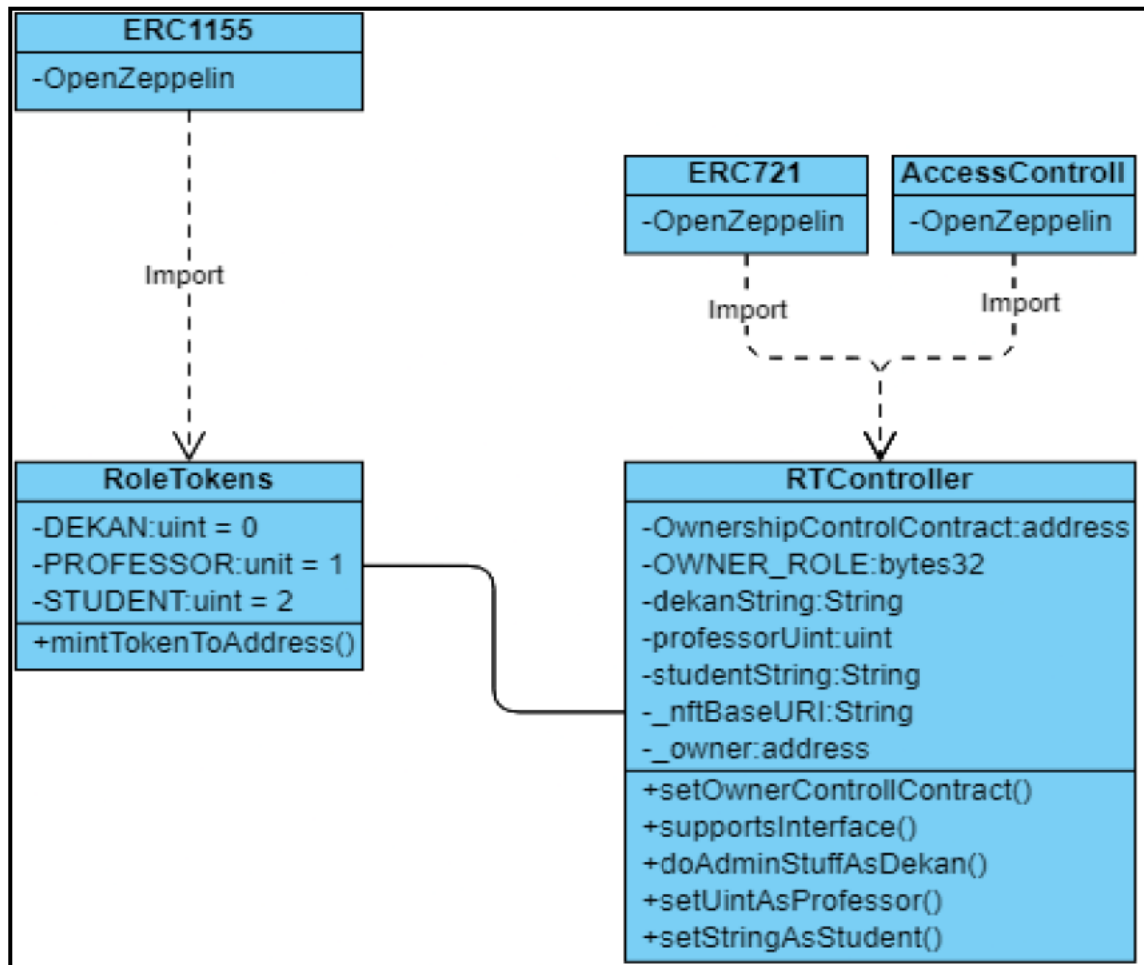 ERC1155
-OpenZeppelin
Import
ERC721
-OpenZeppelin
AccessControll
-OpenZeppelin
Import
Import
RoleTokens
-DEKAN:uint = 0
-PROFESSOR:unit = 1
-STUDENT:uint = 2
+mintTokenToAddress()
RTController
-OwnershipControlContract:address
-OWNER_ROLE:bytes32
-dekanString:String
-professorUint:uint
-studentString:String
-_nftBaseURI:String
-_owner:address
+setOwnerControllContract()
+supportsInterface()
+doAdminStuffAsDekan()
+setUintAsProfessor()
+setStringAsStudent()